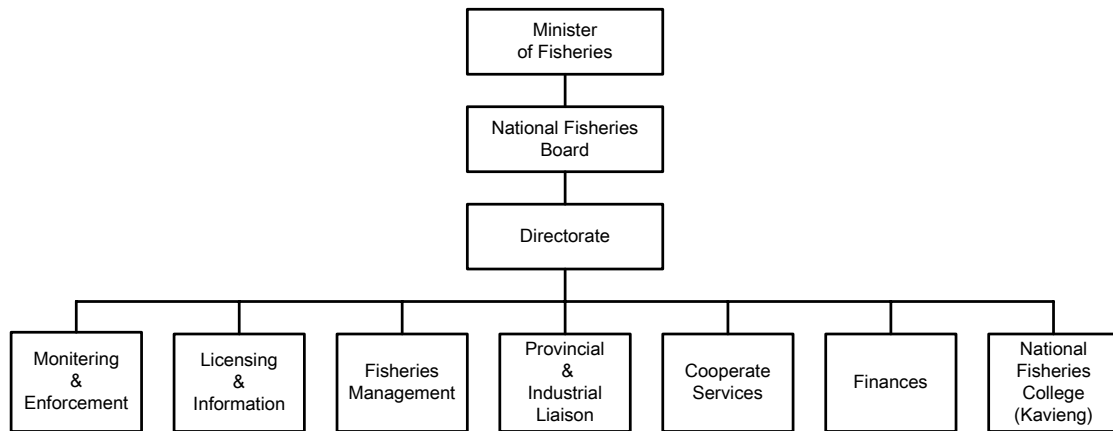 Minister
of Fisheries
National Fisheries
Board
Directorate
Monitering
&
Enforcement
Licensing
&
Information
Fisheries
Management
Provincial
&
Industrial
Liaison
Cooperate
Services
Finances
National
Fisheries
College
(Kavieng)